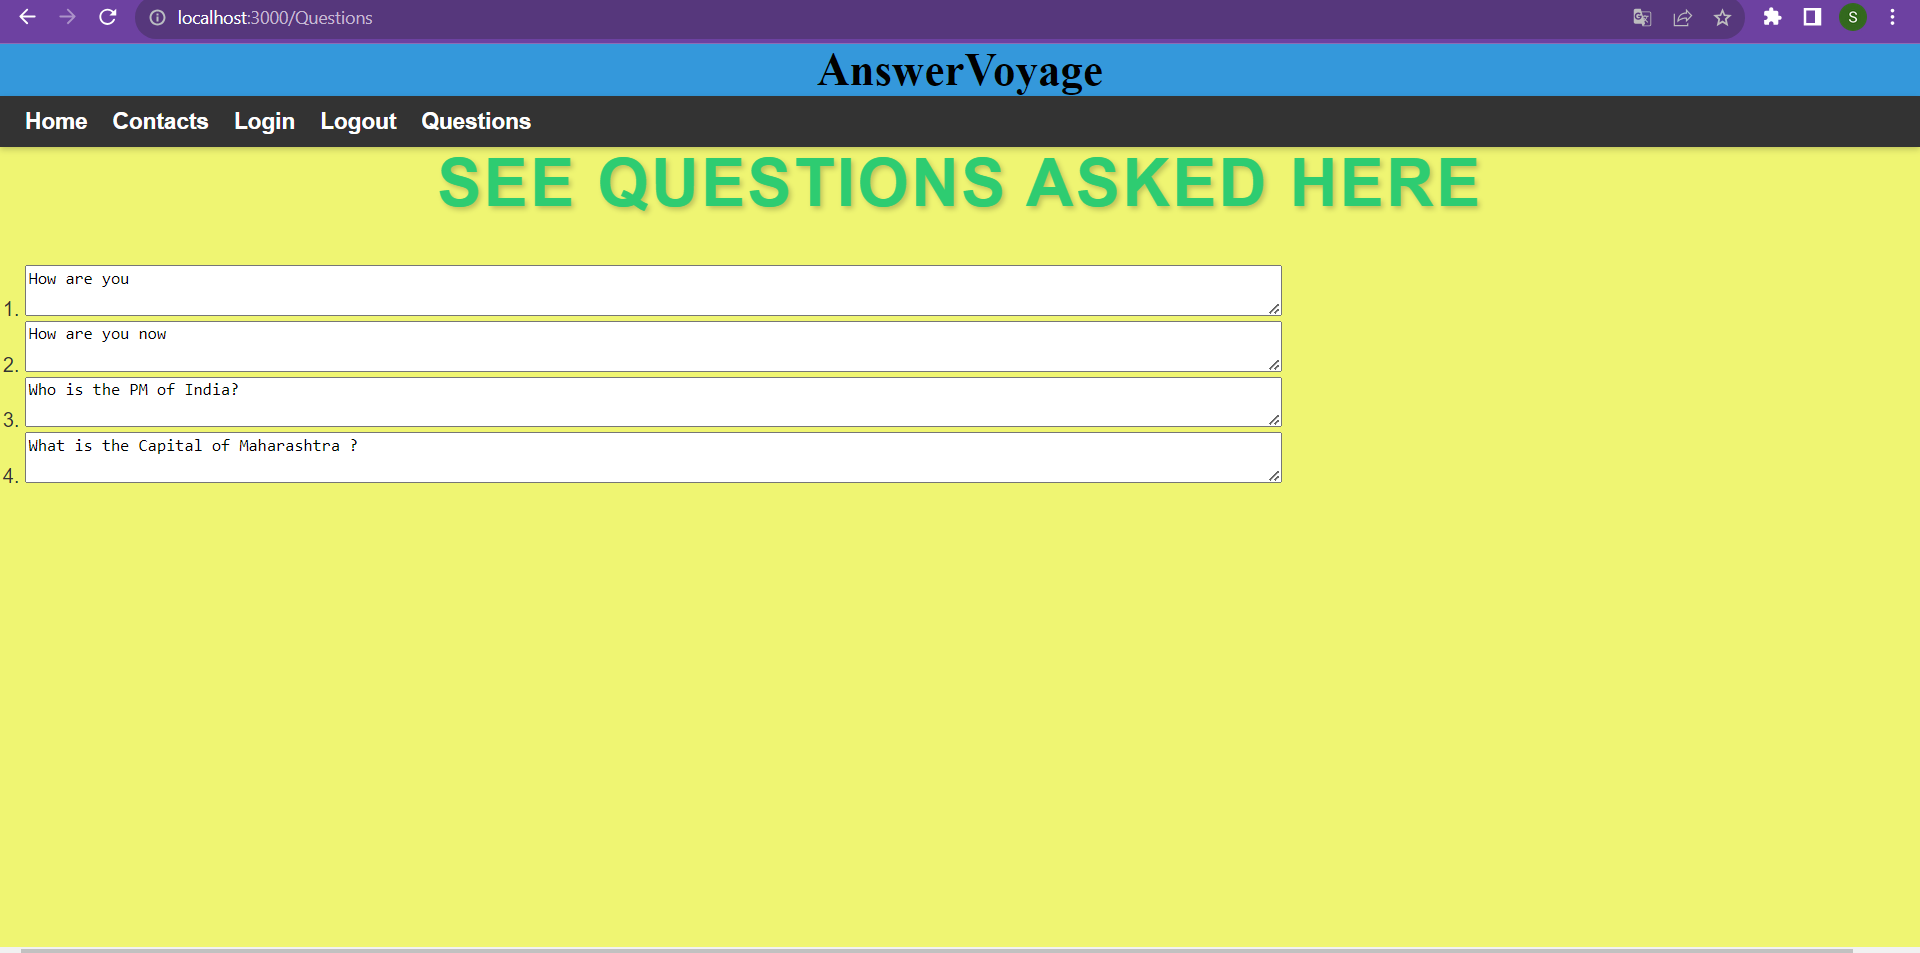 localhost:3000/Questions
S
AnswerVoyage
Home Contacts Login Logout Questions
SEE QUESTIONS ASKED HERE
How are you
1.
How are you now
2.
Who is the PM of India?
3.
What is the Capital of Maharashtra ?
4.